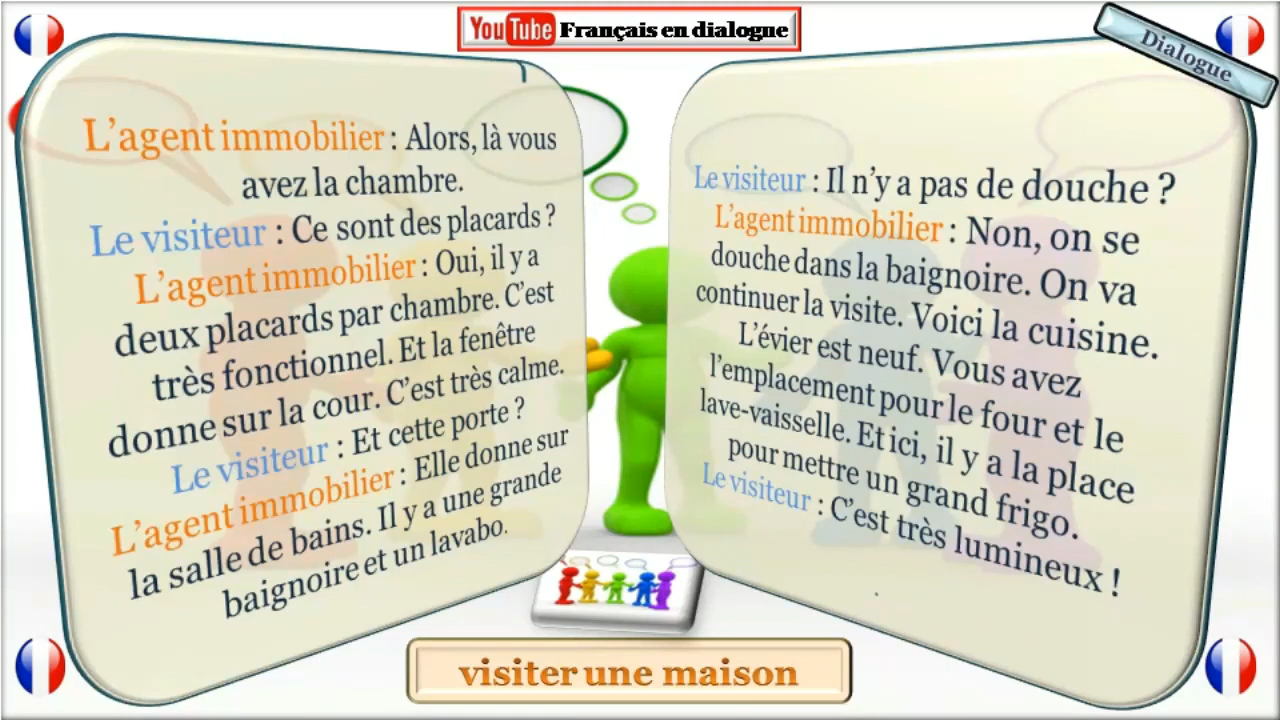 YouTube Français en dialogue
Dialogue
L'agent immobilier : Alors, là vous
avez la chambre.
Le visiteur : Ce sont des placards ?
L'agent immobilier : Oui, il y a
deux placards par chambre. C'est
très fonctionnel. Et la fenêtre
donne sur la cour. C'est très calme.
Le visiteur : Et cette porte ?
L'agent immobilier : Elle donne sur
la salle de bains. Il y a une grande
baignoire et un lavabo.
Le visiteur : Il n'y a pas de douche ?
L'agent immobilier : Non, on se
douche dans la baignoire. On va
continuer la visite. Voici la cuisine.
L'évier est neuf. Vous avez
l'emplacement pour le four et le
lave-vaisselle. Et ici, il y a la place
pour mettre un grand frigo.
Le visiteur : C'est très lumineux !
visiter une maison